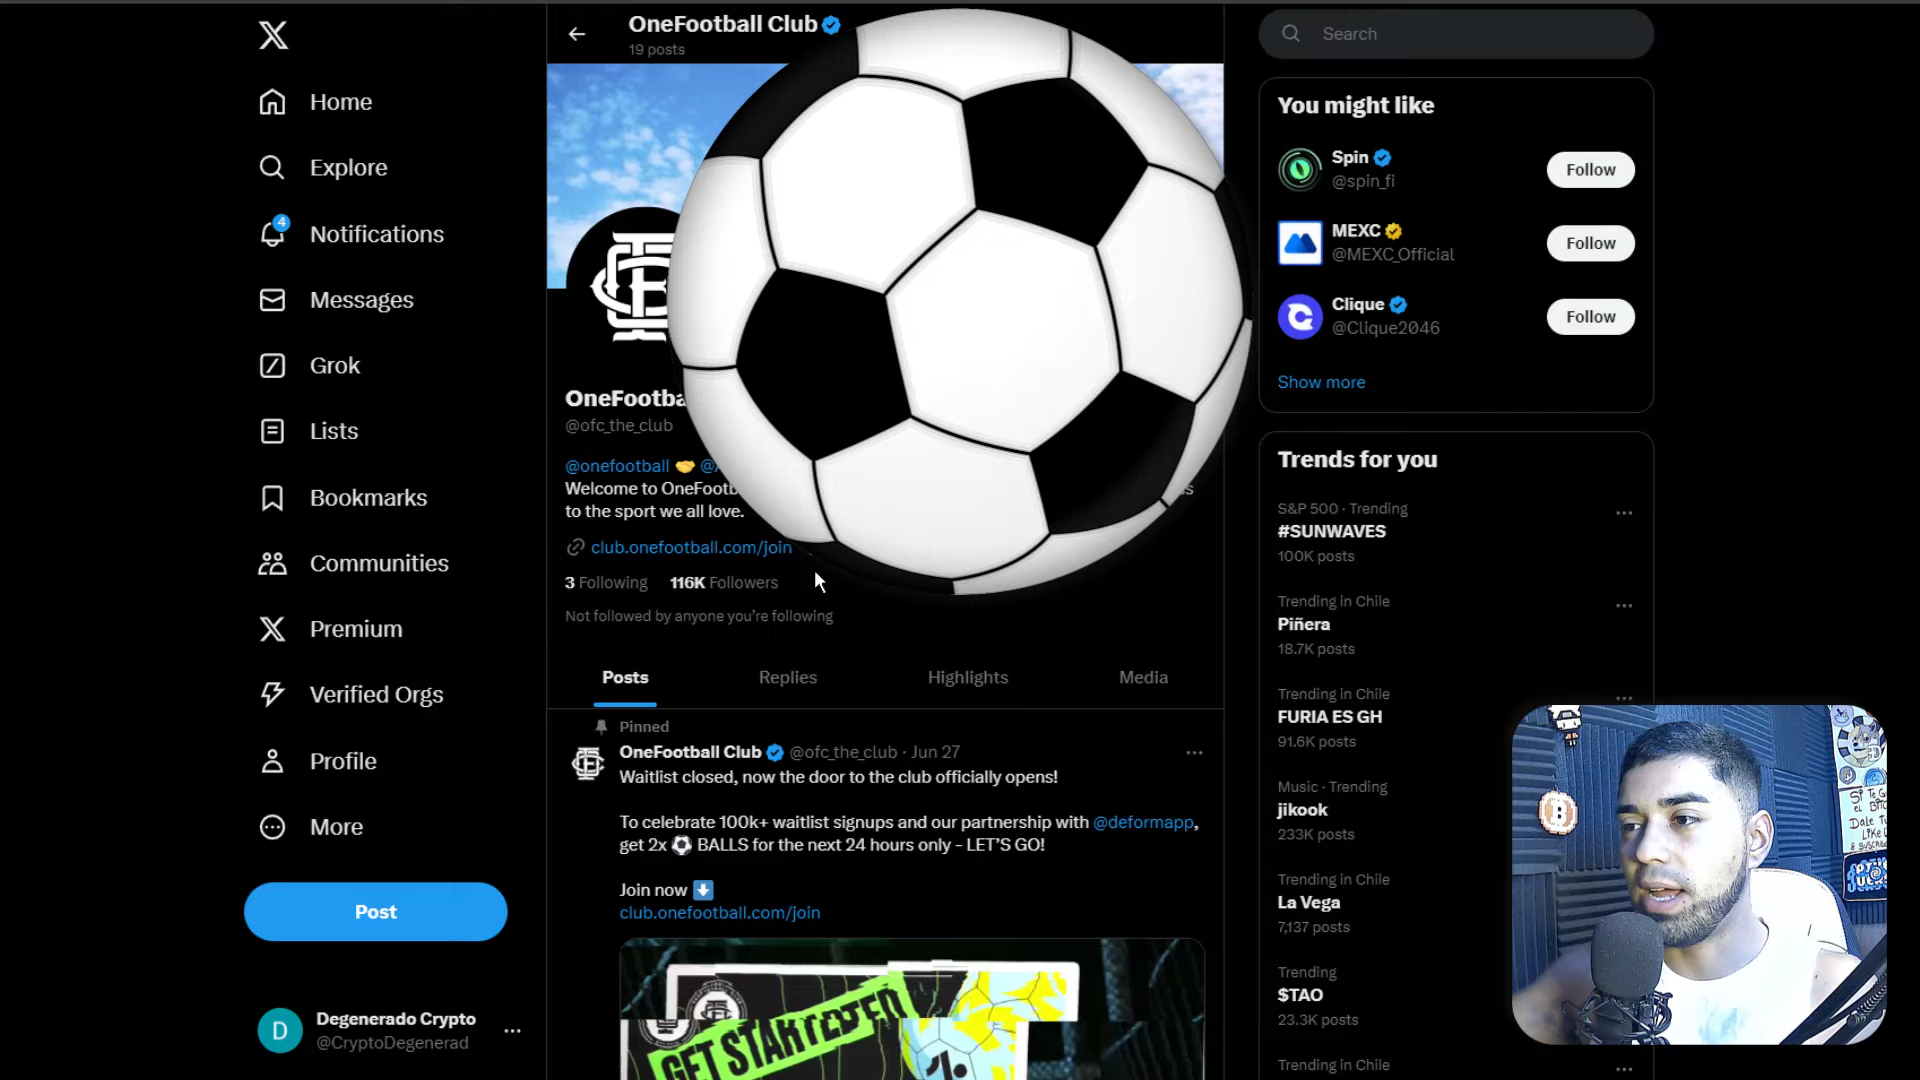 Home
Explore
4
Notifications
Messages
Grok
Lists
Bookmarks
Communities
Premium
Profile
Verified Orgs
More
Post
D
Degenerado Crypto
@CryptoDegenerad
OneFootball Club
19 posts
@ofc_the_club
@onefootball
Welcome to
to the sport we all love.
club.onefootball.com/join
3 Following 116K Followers
Not followed by anyone you're following
Posts Replies Highlights Media
Pinned
OneFootball Club @ofc_the_club · Jun 27
Waitlist closed, now the door to the club officially opens!
To celebrate 100k+ waitlist signups and our partnership with @deformapp,
get 2x ⚽ BALLS for the next 24 hours only - LET'S GO!
Join now ⬇️
club.onefootball.com/join
GET STARTED
Search
You might like
Spin
@spin_fi
Follow
MEXC
@MEXC_Official
Follow
Clique
@Clique2046
Follow
Show more
Trends for you
S&P 500 · Trending
#SUNWAVES
100K posts
Trending in Chile
Piñera
18.7K posts
Trending in Chile
FURIA ES GH
91.6K posts
Music · Trending
jikook
233K posts
Trending in Chile
La Vega
7,137 posts
Trending
$TAO
23.3K posts
Trending in Chile